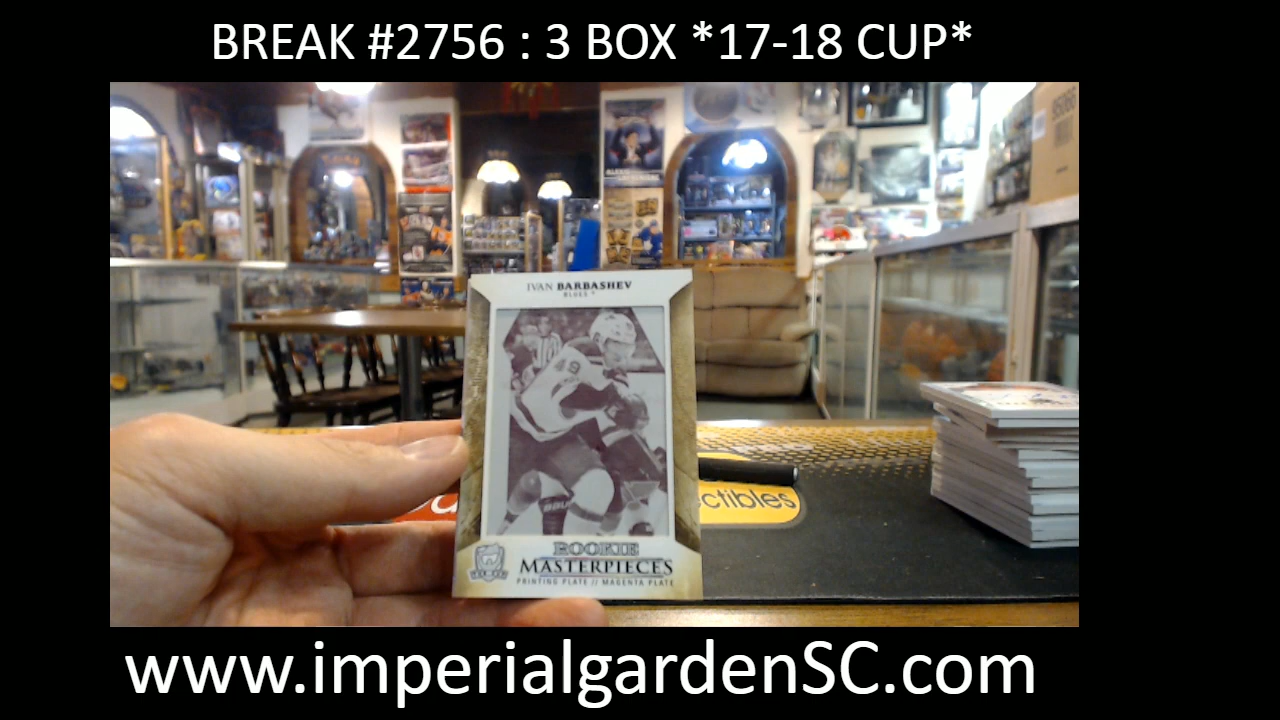 BREAK #2756 : 3 BOX *17-18 CUP*
IVAN BARBASHEV
BLUES
49
ROOKIE
MASTERPIECES
PRINTING PLATE // MAGENTA PLATE
ctibles
www.imperialgardenSC.com